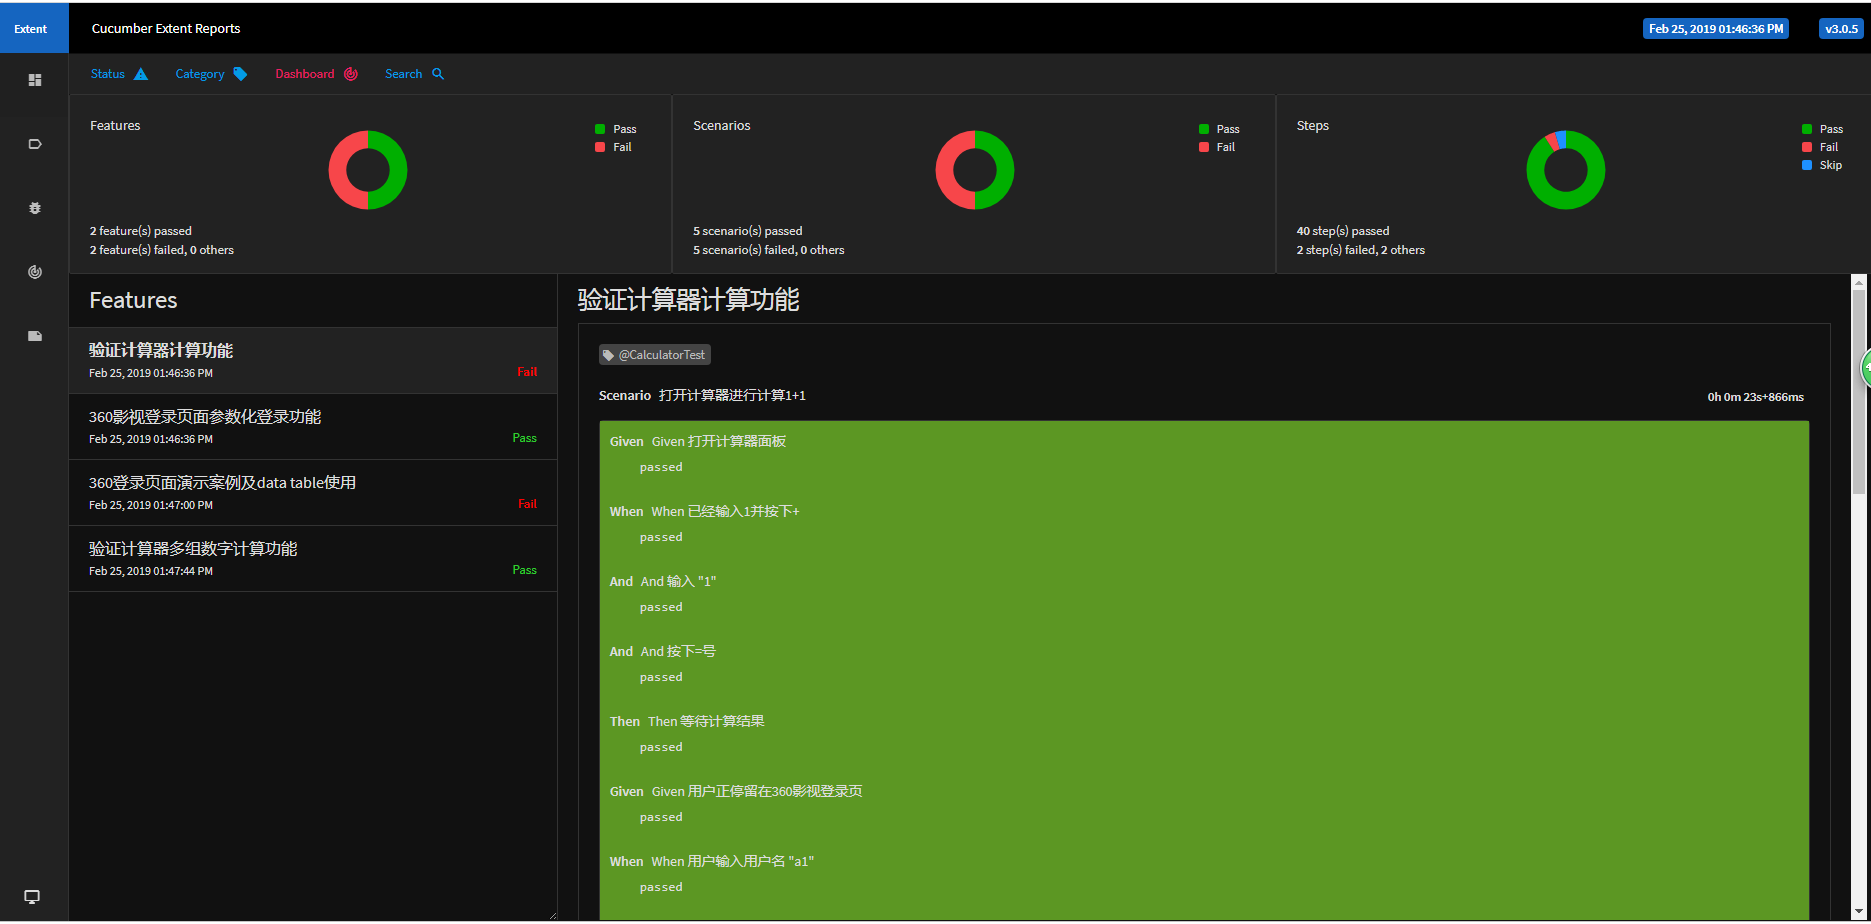 Extent
Cucumber Extent Reports
Feb 25, 2019 01:46:36 PM
v3.0.5
Status
Category
Dashboard
Search
Features
Pass
Fail
2 feature(s) passed
2 feature(s) failed, 0 others
Scenarios
Pass
Fail
5 scenario(s) passed
5 scenario(s) failed, 0 others
Steps
Pass
Fail
Skip
40 step(s) passed
2 step(s) failed, 2 others
Features
验证计算器计算功能
Feb 25, 2019 01:46:36 PM
Fail
360影视登录页面参数化登录功能
Feb 25, 2019 01:46:36 PM
Pass
360登录页面演示案例及data table使用
Feb 25, 2019 01:47:00 PM
Fail
验证计算器多组数字计算功能
Feb 25, 2019 01:47:44 PM
Pass
验证计算器计算功能
@CalculatorTest
Scenario 打开计算器进行计算1+1
0h 0m 23s+866ms
Given Given 打开计算器面板
passed
When When 已经输入1并按下+
passed
And And 输入 "1"
passed
And And 按下=号
passed
Then Then 等待计算结果
passed
Given Given 用户正停留在360影视登录页
passed
When When 用户输入用户名 "a1"
passed